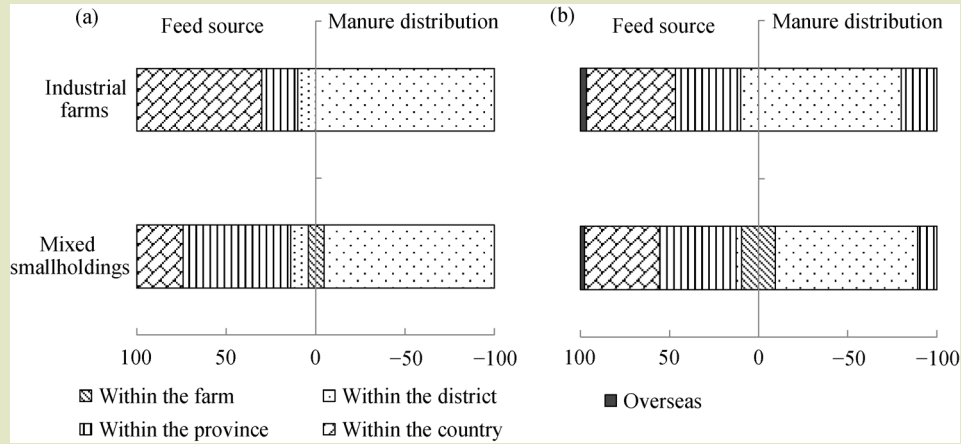 (a)
Feed source
Manure distribution
Industrial
farms
Mixed
smallholdings
100
50
0
−50
−100
(b)
Feed source
Manure distribution
100
50
0
−50
−100
Within the farm
Within the district
Overseas
Within the province
Within the country